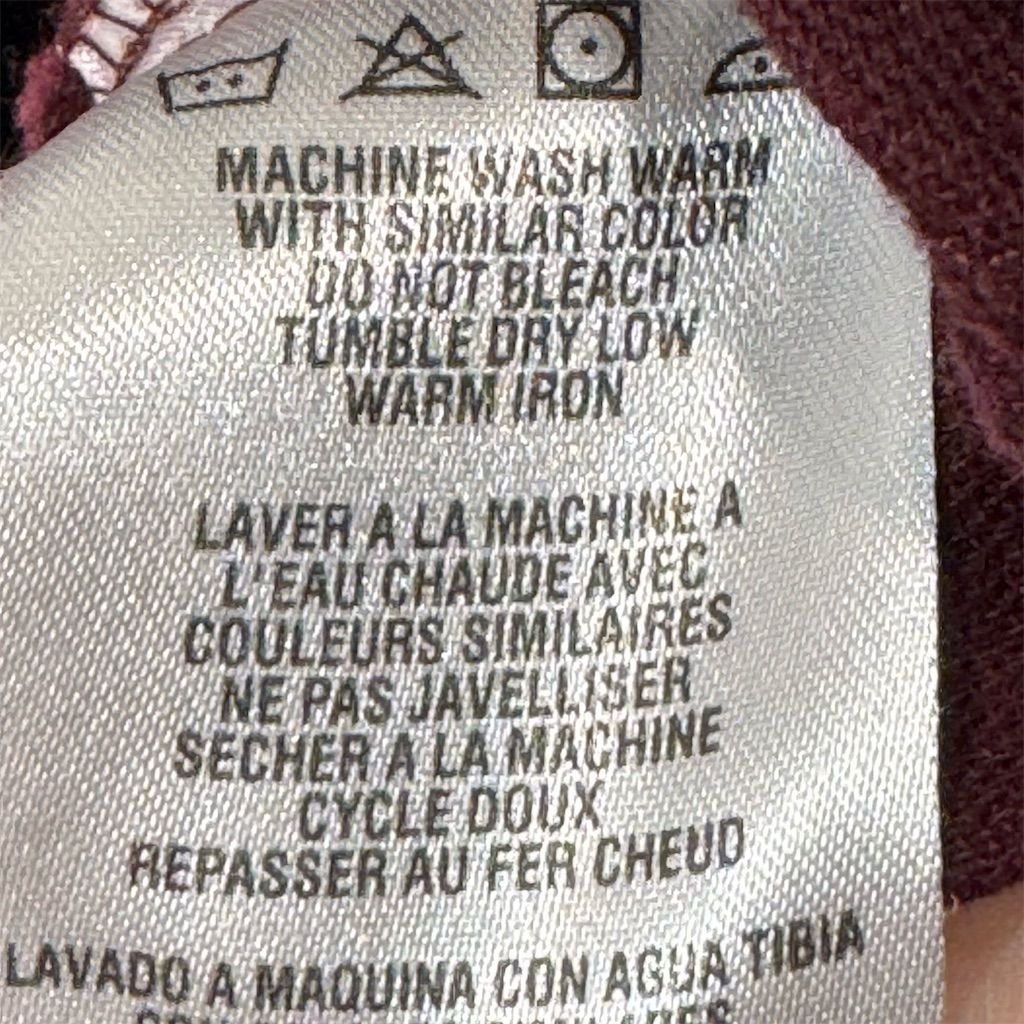 MACHINE WASH WARM
WITH SIMILAR COLOR
DO NOT BLEACH
TUMBLE DRY LOW
WARM IRON
LAVER A LA MACHINE A
L'EAU CHAUDE AVEC
COULEURS SIMILAIRES
NE PAS JAVELLISER
SECHER A LA MACHINE
CYCLE DOUX
REPASSER AU FER CHEUD
LAVADO A MAQUINA CON AGUA TIBIA